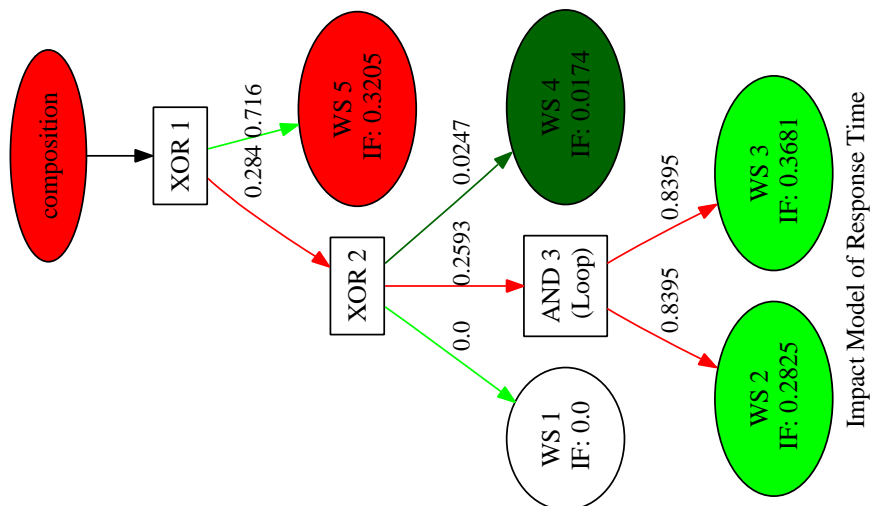 composition
XOR 1
0.284
0.716
XOR 2
WS 5
IF: 0.3205
0.0
0.2593
0.0247
WS 1
IF: 0.0
AND 3
(Loop)
WS 4
IF: 0.0174
0.8395
0.8395
WS 2
IF: 0.2825
WS 3
IF: 0.3681
Impact Model of Response Time